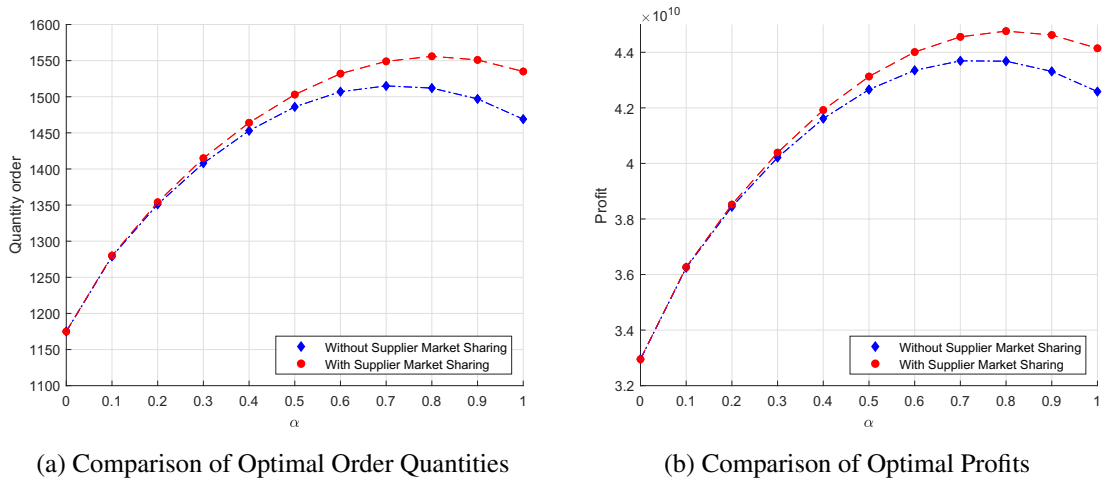 1600
1550
1500
1450
1400
1350
1300
1250
1200
1150
1100
Quantity order
0 0.1 0.2 0.3 0.4 0.5 0.6 0.7 0.8 0.9 1
α
Without Supplier Market Sharing
With Supplier Market Sharing
(a) Comparison of Optimal Order Quantities
×10^10
4.4
4.2
4
3.8
3.6
3.4
3.2
Profit
0 0.1 0.2 0.3 0.4 0.5 0.6 0.7 0.8 0.9 1
α
Without Supplier Market Sharing
With Supplier Market Sharing
(b) Comparison of Optimal Profits